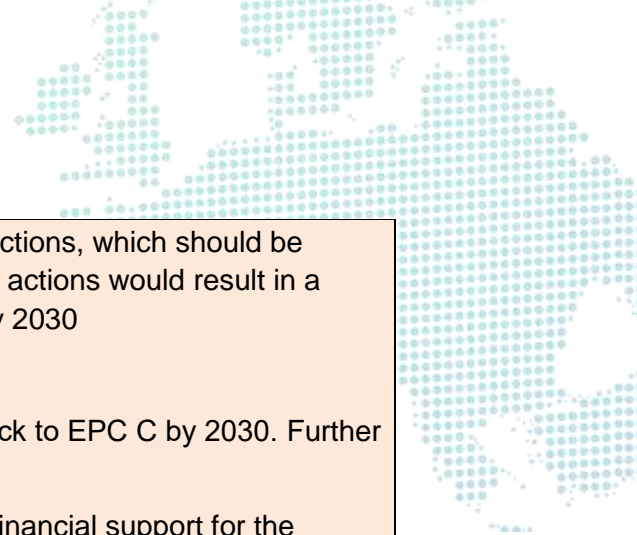 ctions, which should be
actions would result in a
2030
ck to EPC C by 2030. Further
inancial support for the